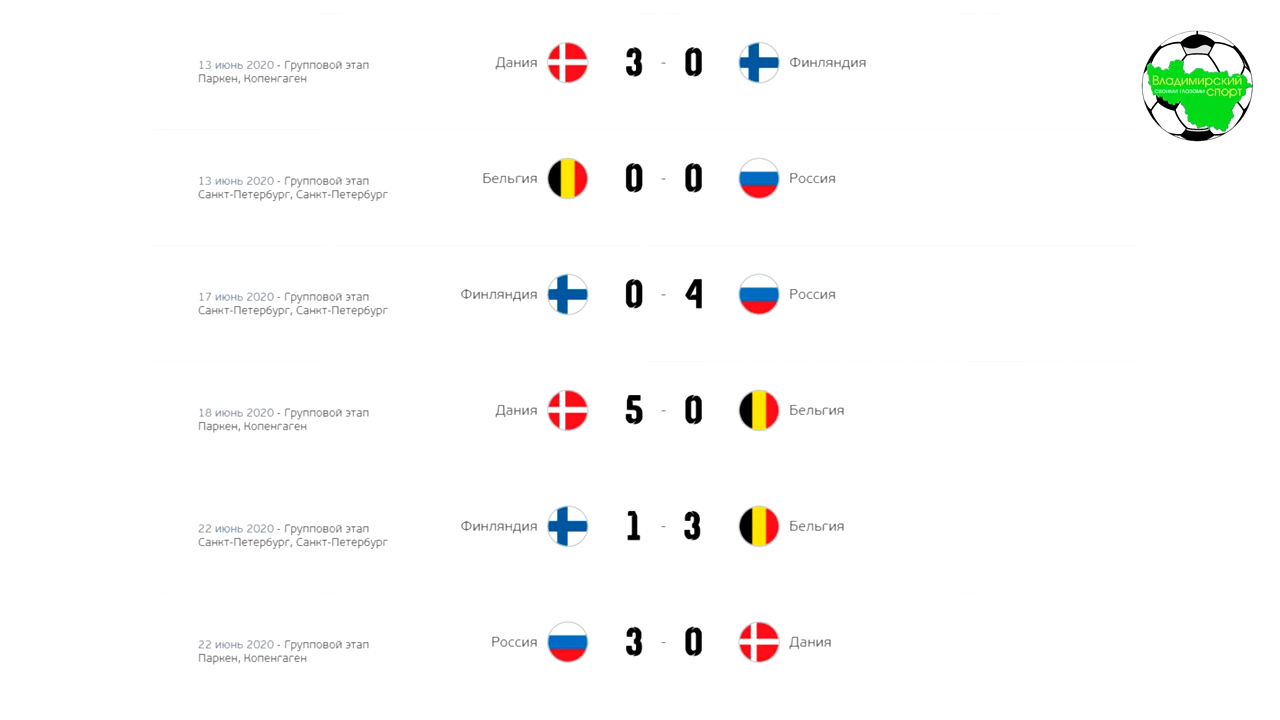 13 июнь 2020 - Групповой этап
Паркен, Копенгаген
Дания 3 - 0 Финляндия
Владимирский
своими глазами спорт
13 июнь 2020 - Групповой этап
Санкт-Петербург, Санкт-Петербург
Бельгия 0 - 0 Россия
17 июнь 2020 - Групповой этап
Санкт-Петербург, Санкт-Петербург
Финляндия 0 - 4 Россия
18 июнь 2020 - Групповой этап
Паркен, Копенгаген
Дания 5 - 0 Бельгия
22 июнь 2020 - Групповой этап
Санкт-Петербург, Санкт-Петербург
Финляндия 1 - 3 Бельгия
22 июнь 2020 - Групповой этап
Паркен, Копенгаген
Россия 3 - 0 Дания